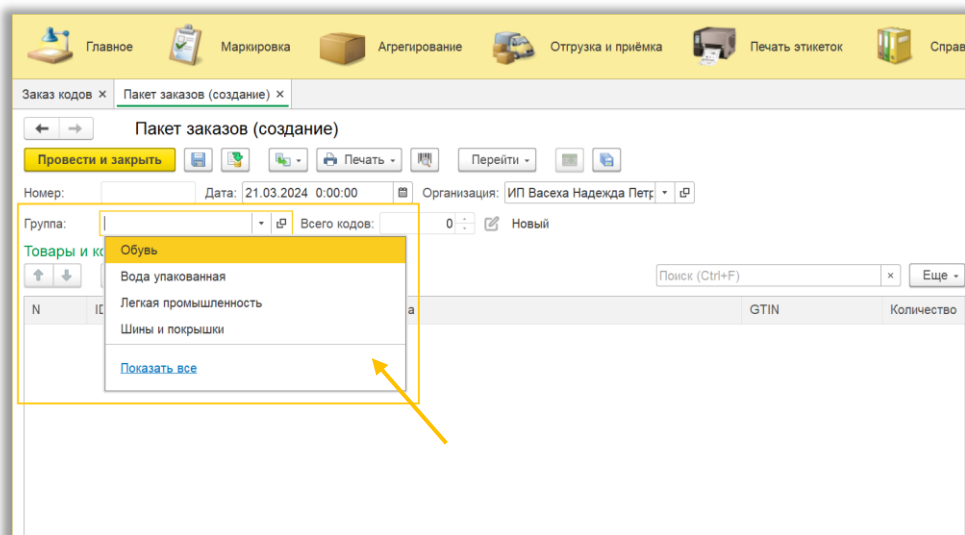 Главное Маркировка Агрегирование Отгрузка и приёмка Печать этикеток Справ
Заказ кодов × Пакет заказов (создание) ×
Пакет заказов (создание)
Провести и закрыть Печать Перейти
Номер: Дата: 21.03.2024 0:00:00 Организация: ИП Васеха Надежда Петр
Группа: Всего кодов: 0 Новый
Товары и ко
Обувь
Вода упакованная
Поиск (Ctrl+F) × Еще
Легкая промышленность
N ID а GTIN Количество
Шины и покрышки
Показать все